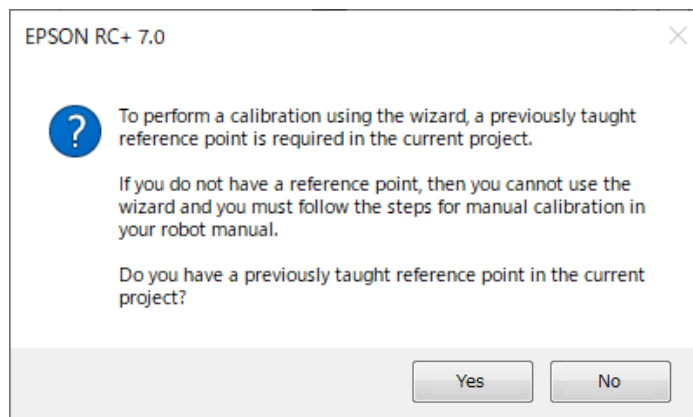 EPSON RC+ 7.0
To perform a calibration using the wizard, a previously taught
reference point is required in the current project.
If you do not have a reference point, then you cannot use the
wizard and you must follow the steps for manual calibration in
your robot manual.
Do you have a previously taught reference point in the current
project?
Yes
No